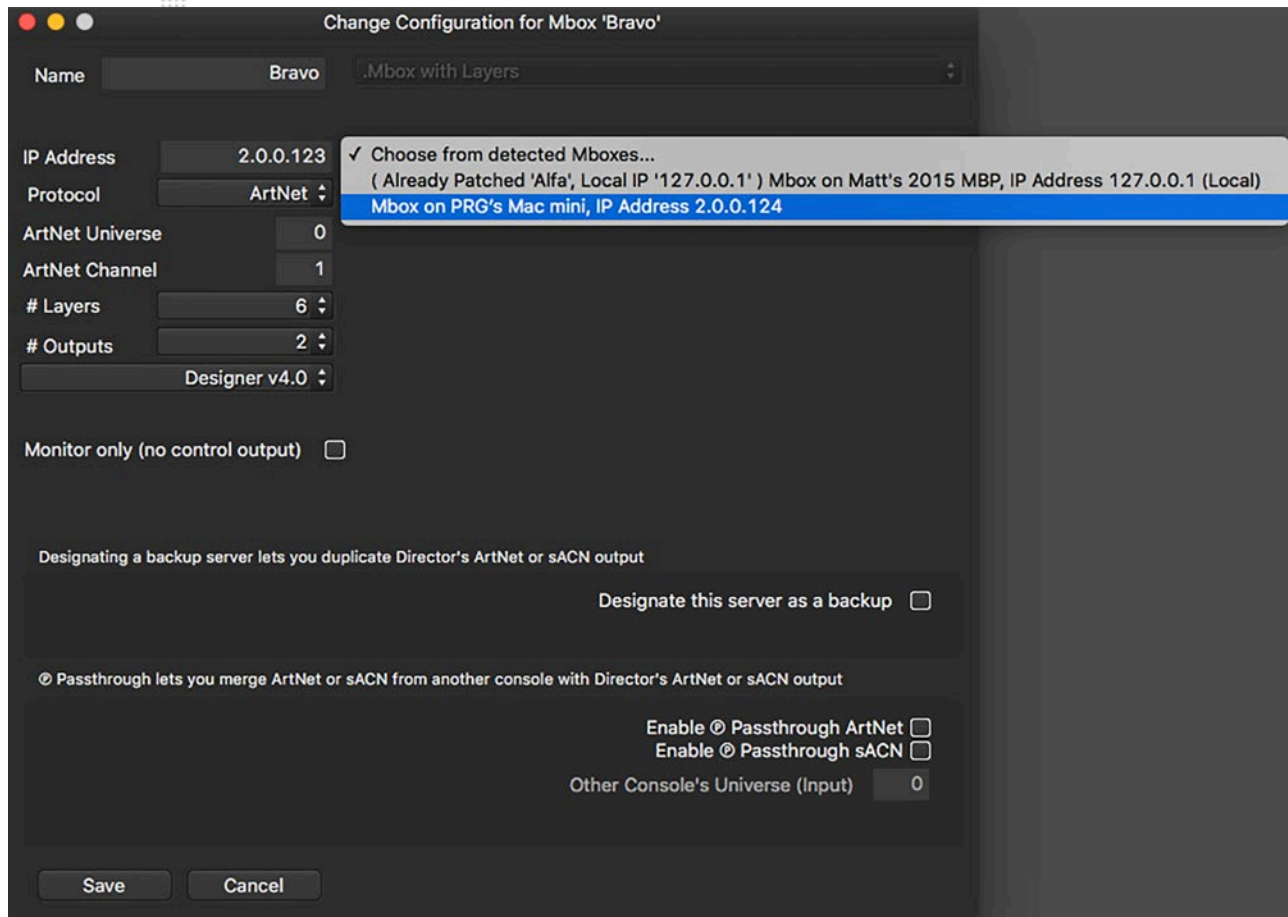 Change Configuration for Mbox 'Bravo'
Name Bravo .Mbox with Layers
IP Address 2.0.0.123 ✓ Choose from detected Mboxes...
( Already Patched 'Alfa', Local IP '127.0.0.1' ) Mbox on Matt's 2015 MBP, IP Address 127.0.0.1 (Local)
Protocol ArtNet
Mbox on PRG's Mac mini, IP Address 2.0.0.124
ArtNet Universe 0
ArtNet Channel 1
# Layers 6
# Outputs 2
Designer v4.0
Monitor only (no control output)
Designating a backup server lets you duplicate Director's ArtNet or sACN output
Designate this server as a backup
℗ Passthrough lets you merge ArtNet or sACN from another console with Director's ArtNet or sACN output
Enable ℗ Passthrough ArtNet
Enable ℗ Passthrough sACN
Other Console's Universe (Input) 0
Save Cancel